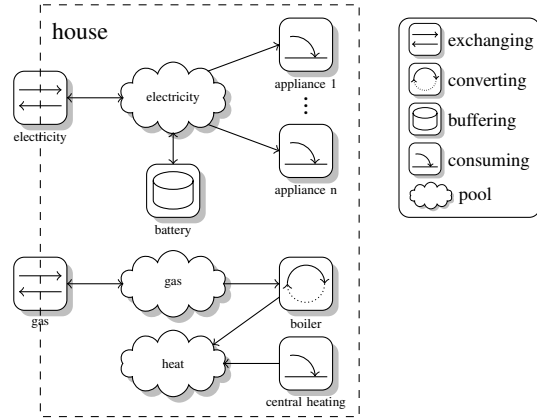 house
electricity
electricity
appliance 1
appliance n
battery
gas
gas
boiler
heat
central heating
exchanging
converting
buffering
consuming
pool